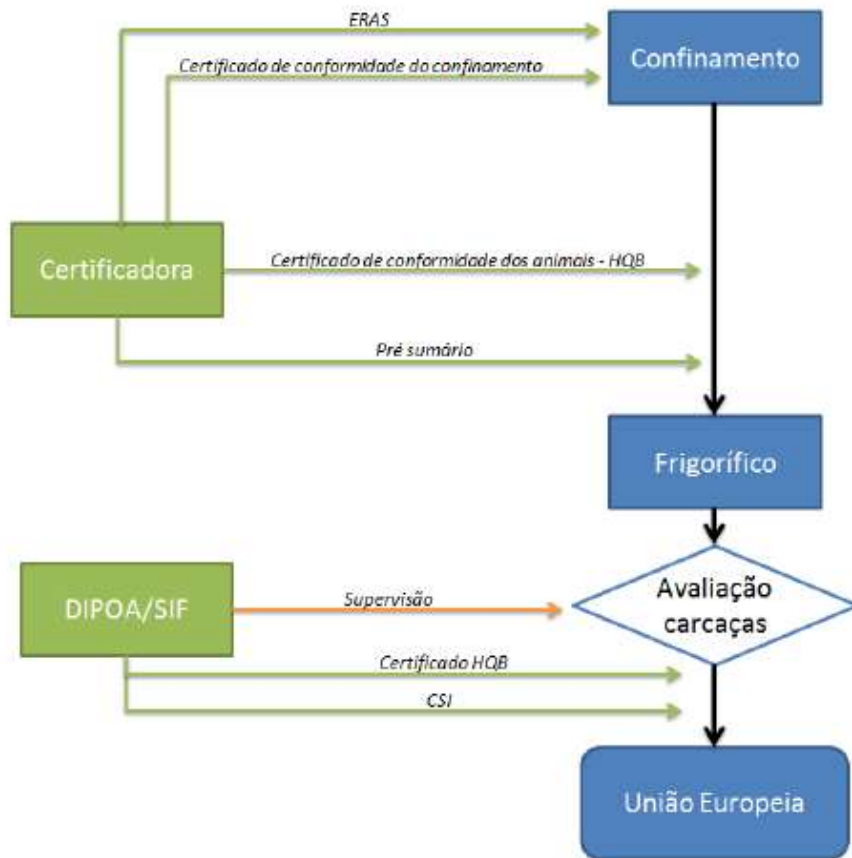 ERAS
Confinamento
Certificado de conformidade do confinamento
Certificadora
Certificado de conformidade dos animais - HQB
Pré sumário
Frigorífico
DIPOA/SIF
Supervisão
Avaliação
carcaças
Certificado HQB
CSI
União Europeia